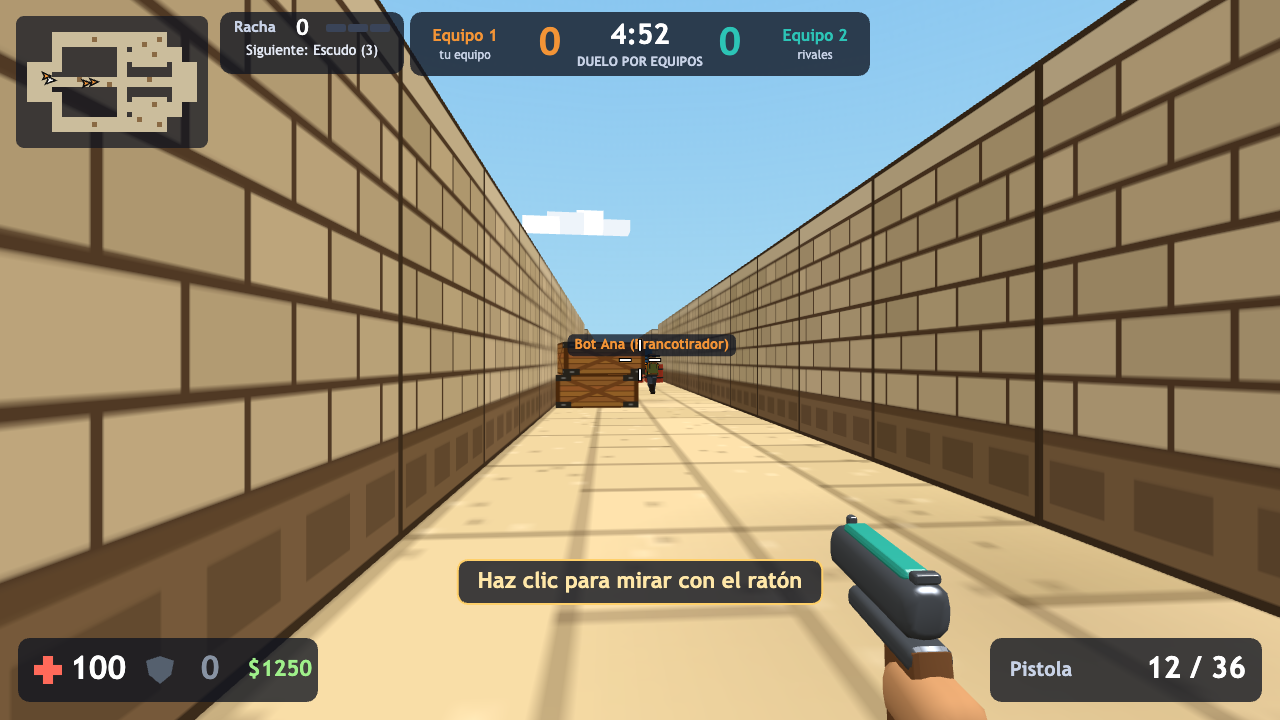 Racha 0
Siguiente: Escudo (3)
Equipo 1
tu equipo
0
4:52
DUELO POR EQUIPOS
0
Equipo 2
rivales
Bot Ana (Francotirador)
Haz clic para mirar con el ratón
100
0
$1250
Pistola
12 / 36